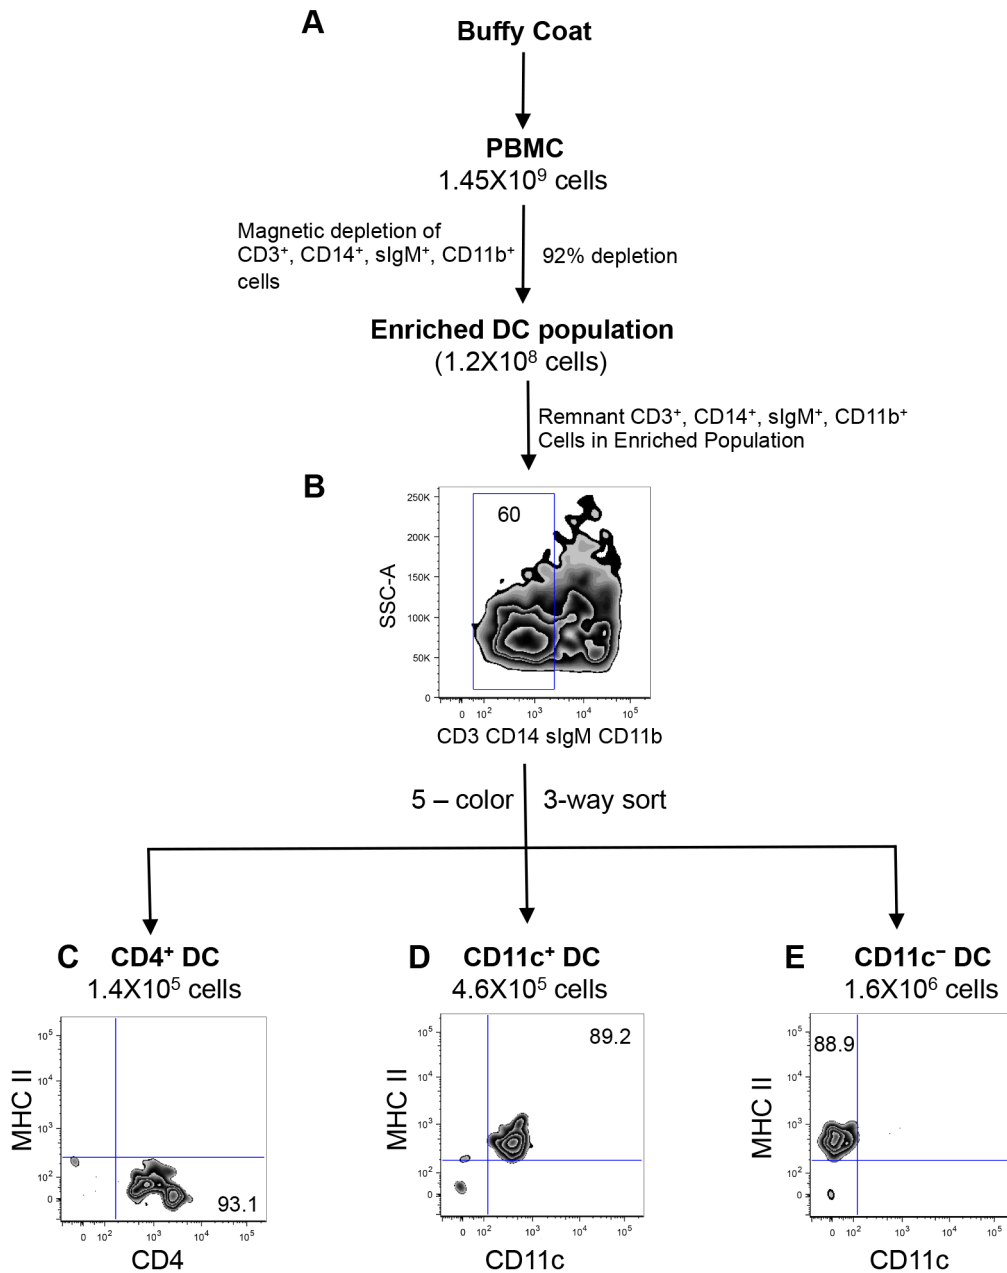 A
Buffy Coat
PBMC
1.45X10⁹ cells
Magnetic depletion of
CD3⁺, CD14⁺, sIgM⁺, CD11b⁺
cells
92% depletion
Enriched DC population
(1.2X10⁸ cells)
Remnant CD3⁺, CD14⁺, sIgM⁺, CD11b⁺
Cells in Enriched Population
B
60
SSC-A
250K
200K
150K
100K
50K
0
0 10² 10³ 10⁴ 10⁵
CD3 CD14 sIgM CD11b
5 – color 3-way sort
C CD4⁺ DC
1.4X10⁵ cells
MHC II
10⁵
10⁴
10³
10²
0
93.1
0 10² 10³ 10⁴ 10⁵
CD4
D CD11c⁺ DC
4.6X10⁵ cells
89.2
MHC II
10⁵
10⁴
10³
10²
0
0 10² 10³ 10⁴ 10⁵
CD11c
E CD11c⁻ DC
1.6X10⁶ cells
88.9
MHC II
10⁵
10⁴
10³
10²
0
0 10² 10³ 10⁴ 10⁵
CD11c